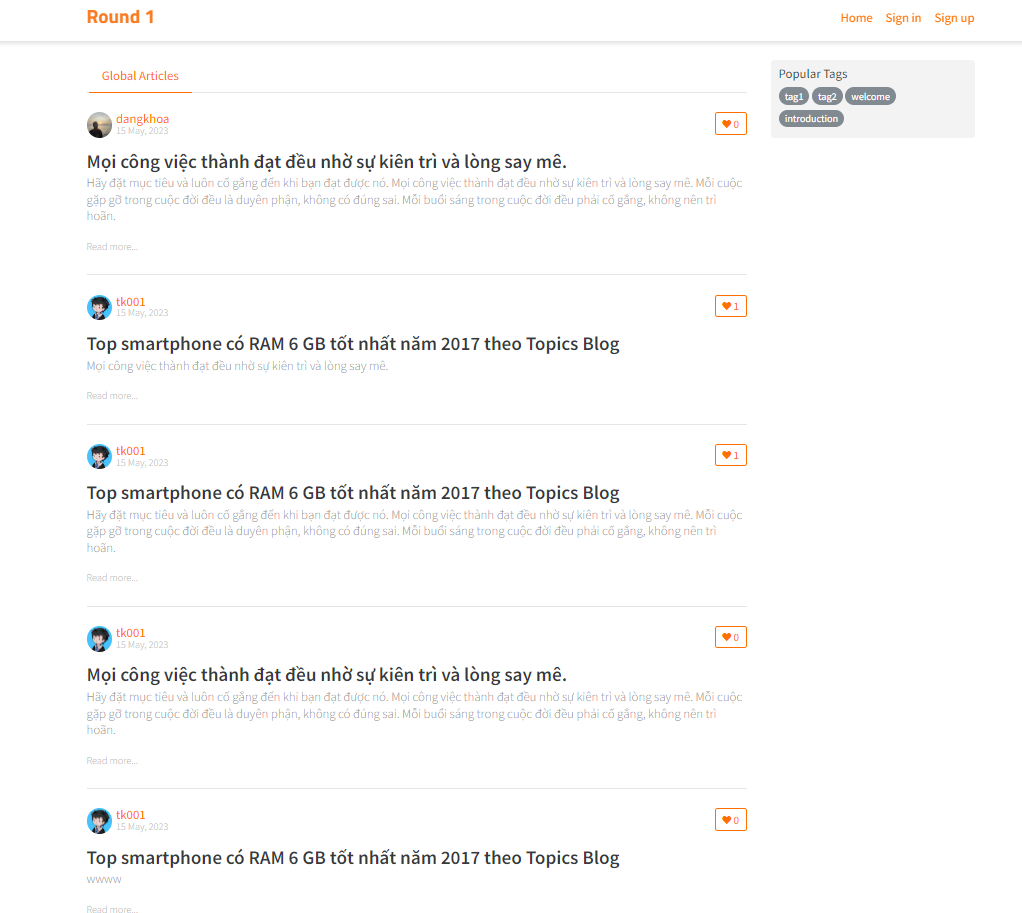 Round 1
Home Sign in Sign up
Global Articles
Popular Tags
tag1 tag2 welcome
introduction
dangkhoa
15 May, 2023
0
Mọi công việc thành đạt đều nhờ sự kiên trì và lòng say mê.
Hãy đặt mục tiêu và luôn cố gắng đến khi bạn đạt được nó. Mọi công việc thành đạt đều nhờ sự kiên trì và lòng say mê. Mỗi cuộc
gặp gỡ trong cuộc đời đều là duyên phận, không có đúng sai. Mỗi buổi sáng trong cuộc đời đều phải cố gắng, không nên trì
hoãn.
Read more...
tk001
15 May, 2023
1
Top smartphone có RAM 6 GB tốt nhất năm 2017 theo Topics Blog
Mọi công việc thành đạt đều nhờ sự kiên trì và lòng say mê.
Read more...
tk001
15 May, 2023
1
Top smartphone có RAM 6 GB tốt nhất năm 2017 theo Topics Blog
Hãy đặt mục tiêu và luôn cố gắng đến khi bạn đạt được nó. Mọi công việc thành đạt đều nhờ sự kiên trì và lòng say mê. Mỗi cuộc
gặp gỡ trong cuộc đời đều là duyên phận, không có đúng sai. Mỗi buổi sáng trong cuộc đời đều phải cố gắng, không nên trì
hoãn.
Read more...
tk001
15 May, 2023
0
Mọi công việc thành đạt đều nhờ sự kiên trì và lòng say mê.
Hãy đặt mục tiêu và luôn cố gắng đến khi bạn đạt được nó. Mọi công việc thành đạt đều nhờ sự kiên trì và lòng say mê. Mỗi cuộc
gặp gỡ trong cuộc đời đều là duyên phận, không có đúng sai. Mỗi buổi sáng trong cuộc đời đều phải cố gắng, không nên trì
hoãn.
Read more...
tk001
15 May, 2023
0
Top smartphone có RAM 6 GB tốt nhất năm 2017 theo Topics Blog
wwww
Read more...